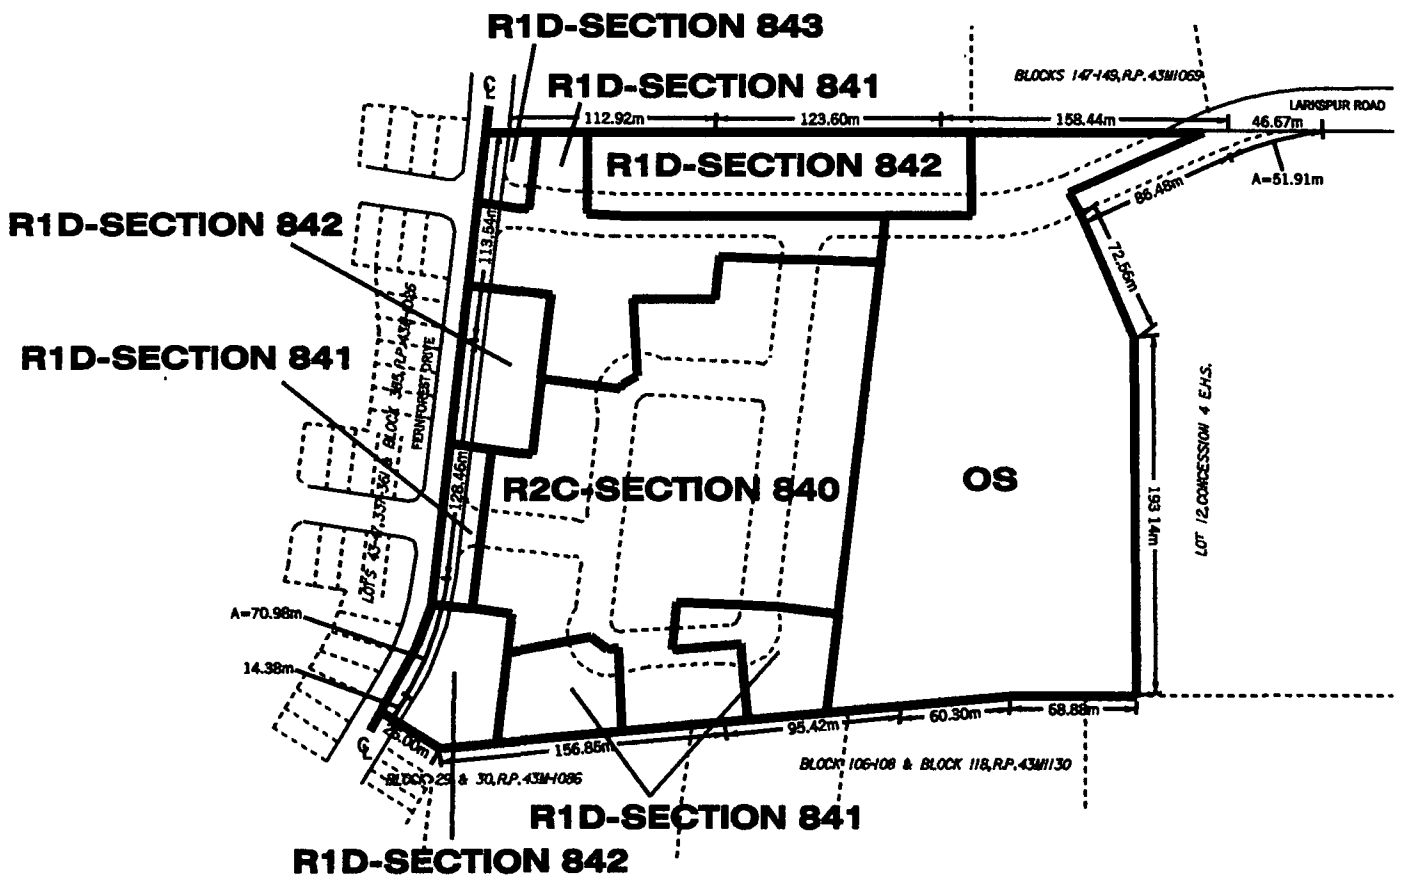 R1D-SECTION 843
BLOCKS 147-149, R.P. 43M1069
R1D-SECTION 841
LARKSPUR ROAD
112.92m
123.60m
158.44m
46.67m
R1D-SECTION 842
A=51.91m
86.48m
R1D-SECTION 842
113.54m
72.56m
R1D-SECTION 841
FERNFOREST DRIVE
LOT 12, CONCESSION 4 E.H.S.
128.46m
R2C-SECTION 840
OS
193.14m
A=70.98m
14.38m
26.00m
156.85m
95.42m
60.30m
68.88m
BLOCK 29 & 30, R.P. 43M-1086
BLOCK 106-108 & BLOCK 118, R.P. 43M1130
R1D-SECTION 841
R1D-SECTION 842